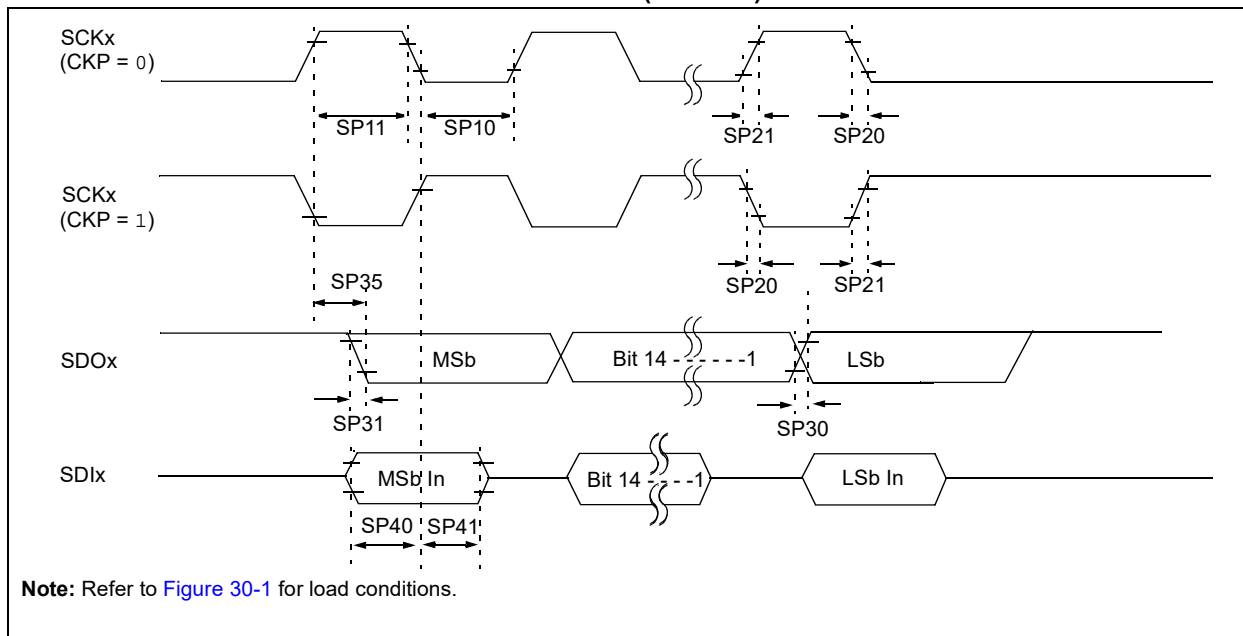 SCKx
(CKP = 0)
SP11
SP10
SP21
SP20
SCKx
(CKP = 1)
SP35
SP20
SP21
SDOx
MSb
Bit 14 - - - - - -1
LSb
SP31
SP30
SDIx
MSb In
Bit 14 - - - - -1
LSb In
SP40
SP41
Note: Refer to Figure 30-1 for load conditions.